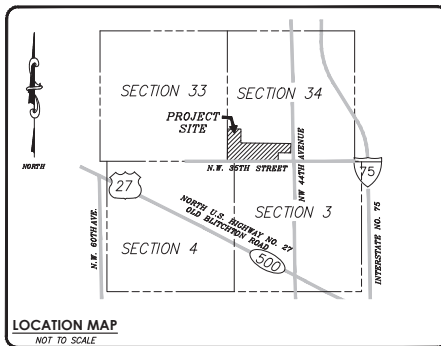 SECTION 33
SECTION 34
PROJECT
SITE
NORTH
N.W. 35TH STREET
NW 44TH AVENUE
75
27
N.W. 60TH AVE.
NORTH U.S. HIGHWAY NO. 27
OLD BLITCHTON ROAD
SECTION 3
SECTION 4
500
INTERSTATE NO. 75
LOCATION MAP
NOT TO SCALE